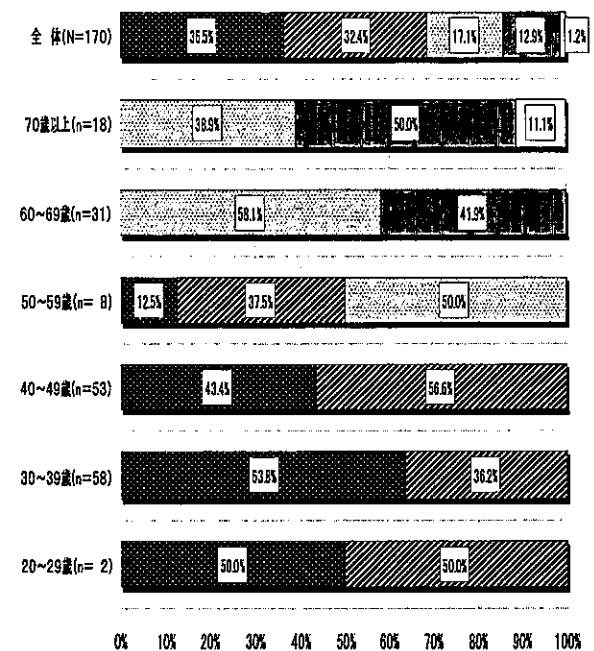 全 体(N=170) 36.5% 32.4% 17.1% 12.9% 1.2%
70歳以上(n=18) 38.9% 50.0% 11.1%
60~69歳(n=31) 58.1% 41.9%
50~59歳(n= 8) 12.5% 37.5% 50.0%
40~49歳(n=53) 43.4% 56.6%
30~39歳(n=58) 63.8% 36.2%
20~29歳(n= 2) 50.0% 50.0%
0% 10% 20% 30% 40% 50% 60% 70% 80% 90% 100%